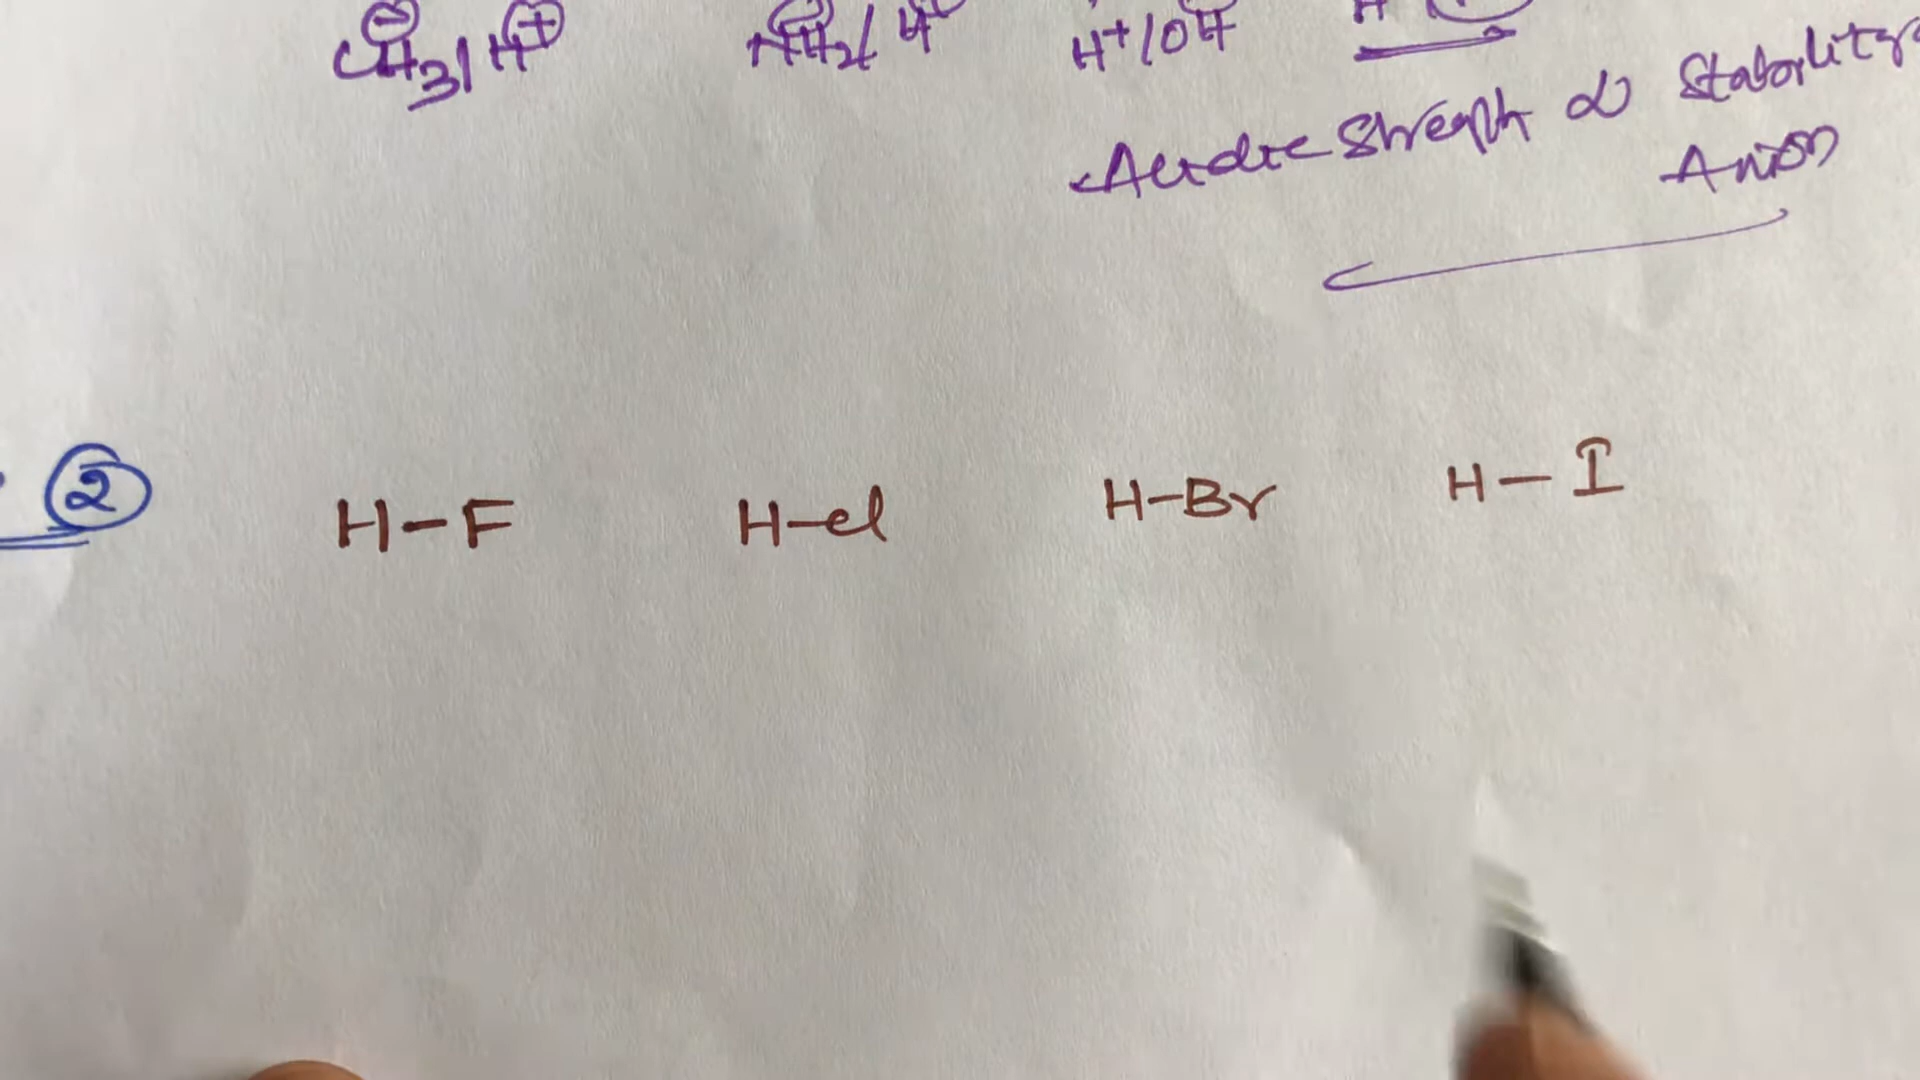 CH3/H+ NH2/H+ H+/OH H
Acidic Strength α Stability
Anion
2 H-F H-Cl H-Br H-I